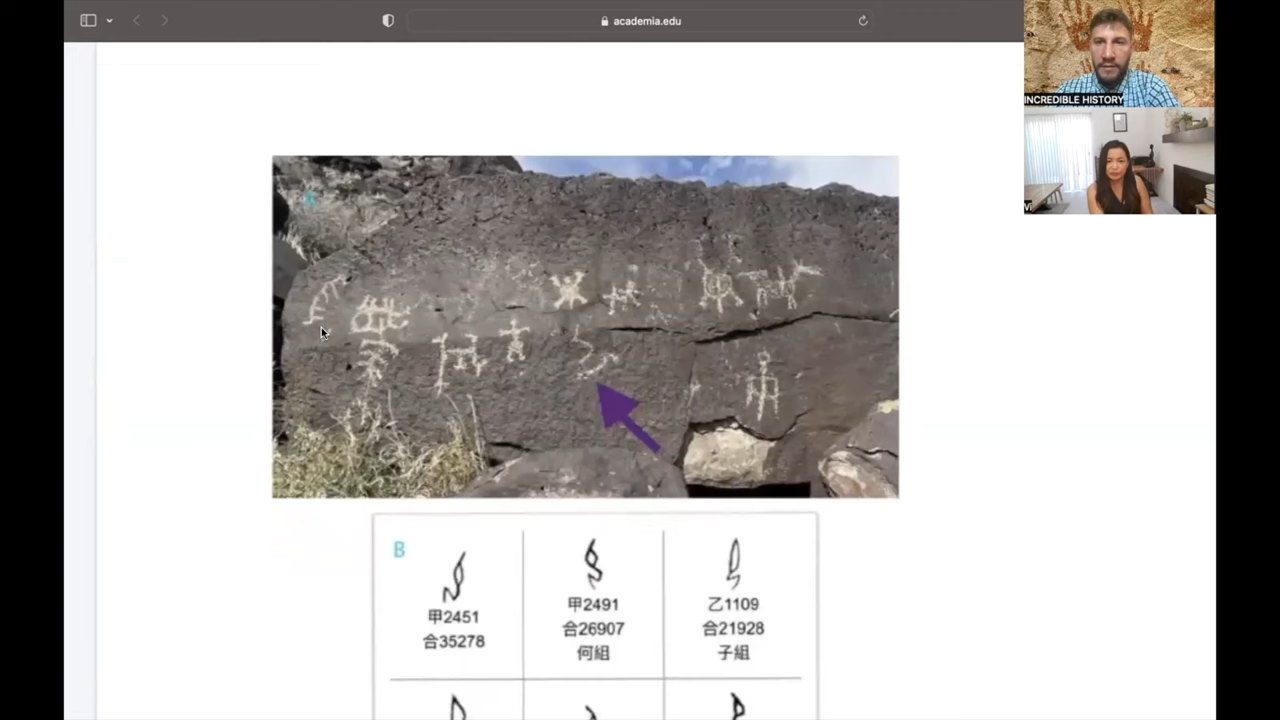 academia.edu
INCREDIBLE HISTORY
A
B
甲2451
合35278
甲2491
合26907
何組
乙1109
合21928
子組